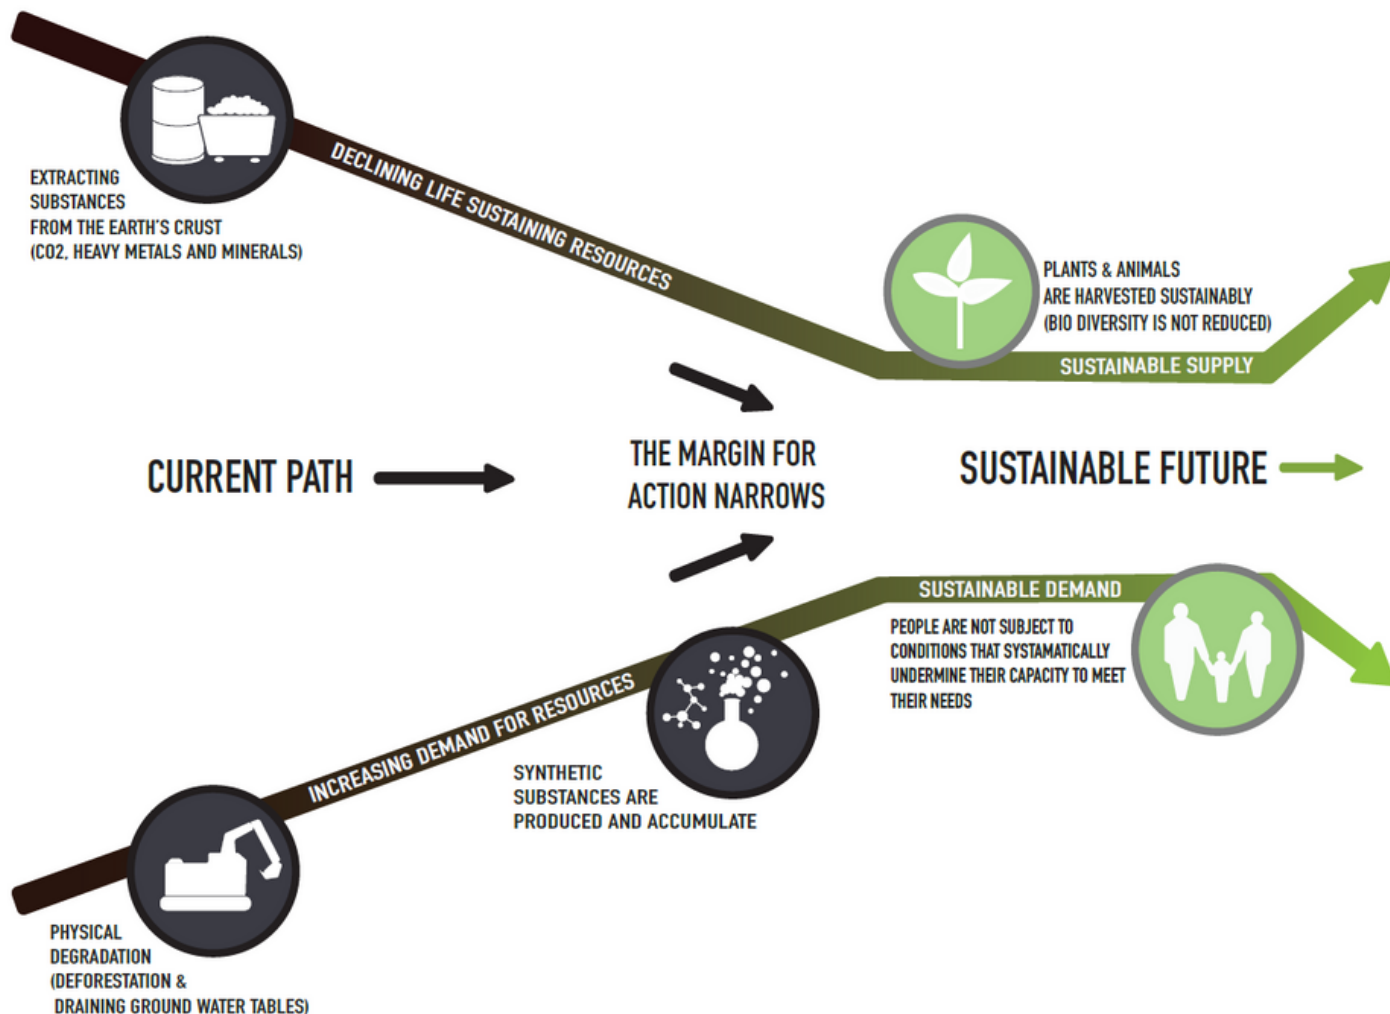 EXTRACTING
SUBSTANCES
FROM THE EARTH'S CRUST
(CO2, HEAVY METALS AND MINERALS)
DECLINING LIFE SUSTAINING RESOURCES
PLANTS & ANIMALS
ARE HARVESTED SUSTAINABLY
(BIO DIVERSITY IS NOT REDUCED)
SUSTAINABLE SUPPLY
CURRENT PATH
THE MARGIN FOR
ACTION NARROWS
SUSTAINABLE FUTURE
SUSTAINABLE DEMAND
PEOPLE ARE NOT SUBJECT TO
CONDITIONS THAT SYSTAMATICALLY
UNDERMINE THEIR CAPACITY TO MEET
THEIR NEEDS
INCREASING DEMAND FOR RESOURCES
SYNTHETIC
SUBSTANCES ARE
PRODUCED AND ACCUMULATE
PHYSICAL
DEGRADATION
(DEFORESTATION &
DRAINING GROUND WATER TABLES)